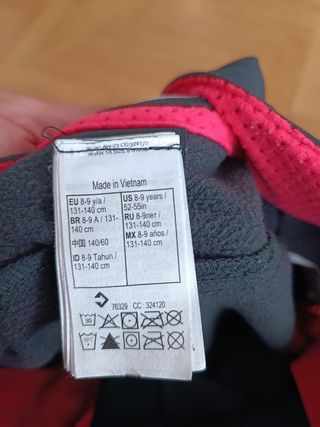 Made in Vietnam
EU 8-9 y/a /
131-140 cm
BR 8-9 A / 131-
140 cm
中国 140/60
ID 8-9 Tahun /
131-140 cm
US 8-9 years /
52-55in
RU 8-9лет /
131-140 cm
MX 8-9 años /
131-140 cm
76329 CC: 324120